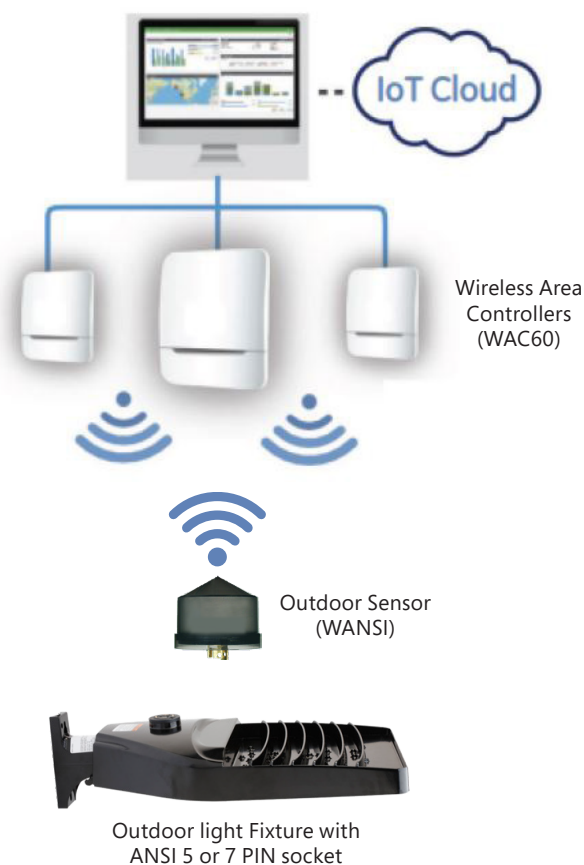 IoT Cloud
Wireless Area
Controllers
(WAC60)
Outdoor Sensor
(WANSI)
Outdoor light Fixture with
ANSI 5 or 7 PIN socket